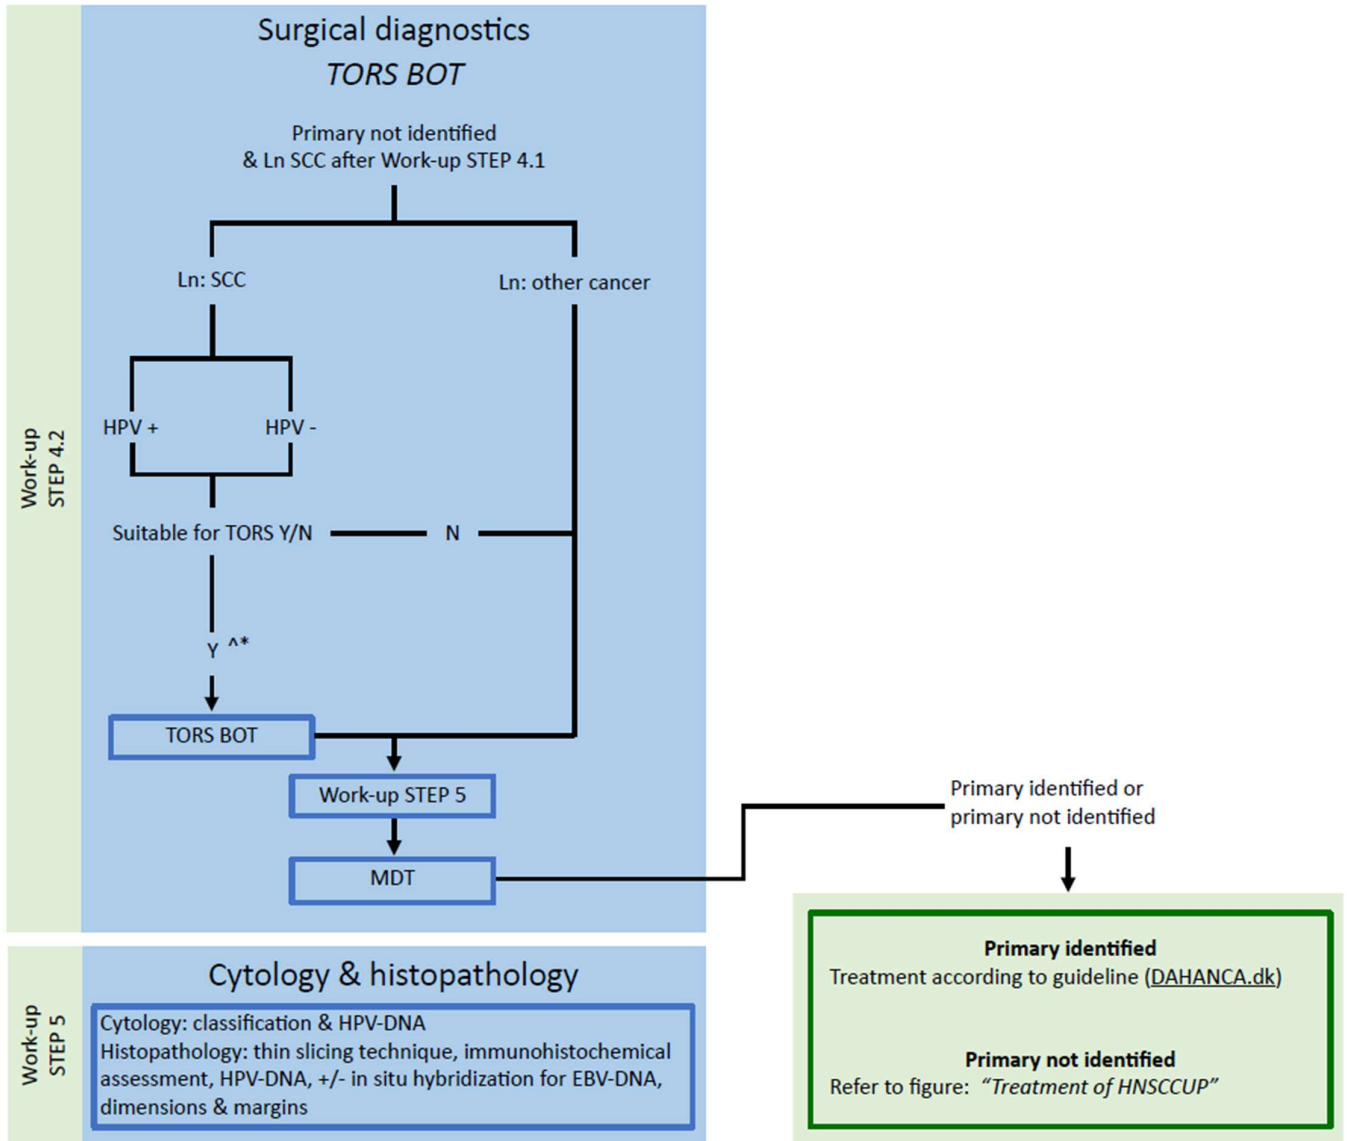 Surgical diagnostics
TORS BOT
Primary not identified
& Ln SCC after Work-up STEP 4.1
Ln: SCC
Ln: other cancer
HPV +
HPV -
Work-up
STEP 4.2
Suitable for TORS Y/N
N
Y ^*
TORS BOT
Work-up STEP 5
MDT
Primary identified or
primary not identified
Primary identified
Treatment according to guideline (DAHANCA.dk)
Primary not identified
Refer to figure: “Treatment of HNSCCUP”
Work-up
STEP 5
Cytology & histopathology
Cytology: classification & HPV-DNA
Histopathology: thin slicing technique, immunohistochemical
assessment, HPV-DNA, +/- in situ hybridization for EBV-DNA,
dimensions & margins